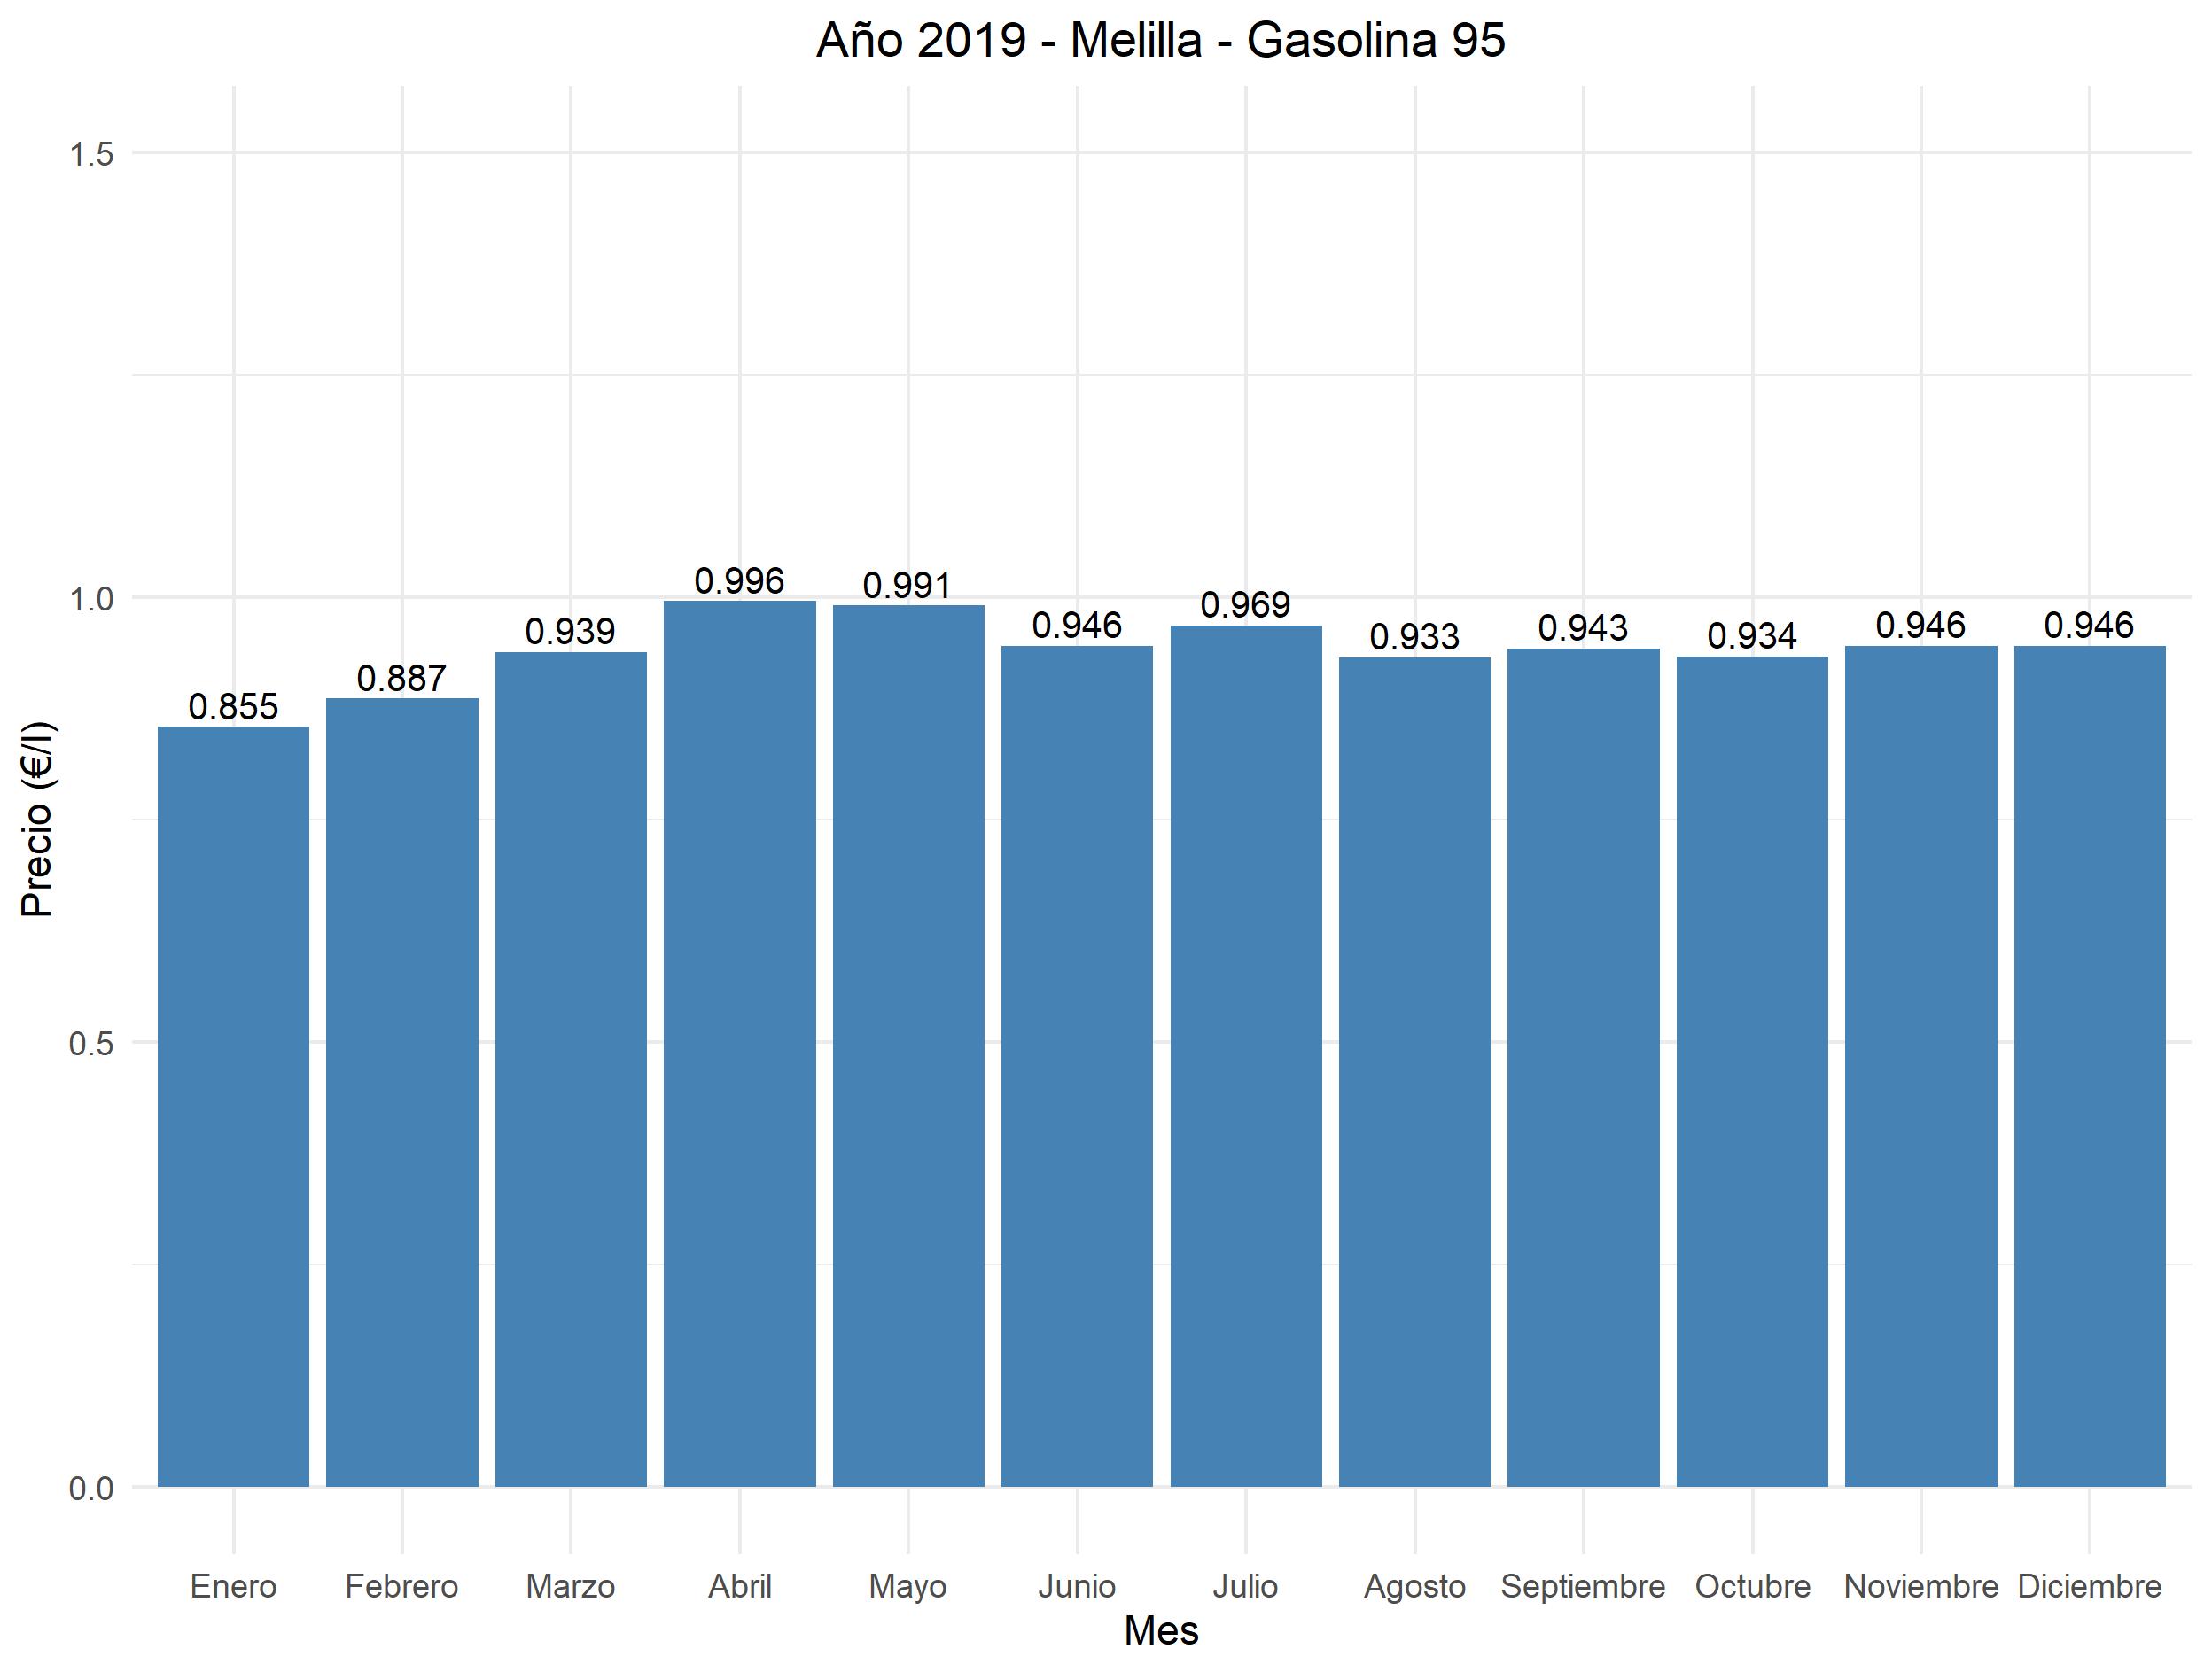 Año 2019 - Melilla - Gasolina 95
1.5
1.0
0.5
0.0
Precio (€/l)
0.855
0.887
0.939
0.996
0.991
0.946
0.969
0.933
0.943
0.934
0.946
0.946
Enero
Febrero
Marzo
Abril
Mayo
Junio
Julio
Agosto
Septiembre
Octubre
Noviembre
Diciembre
Mes